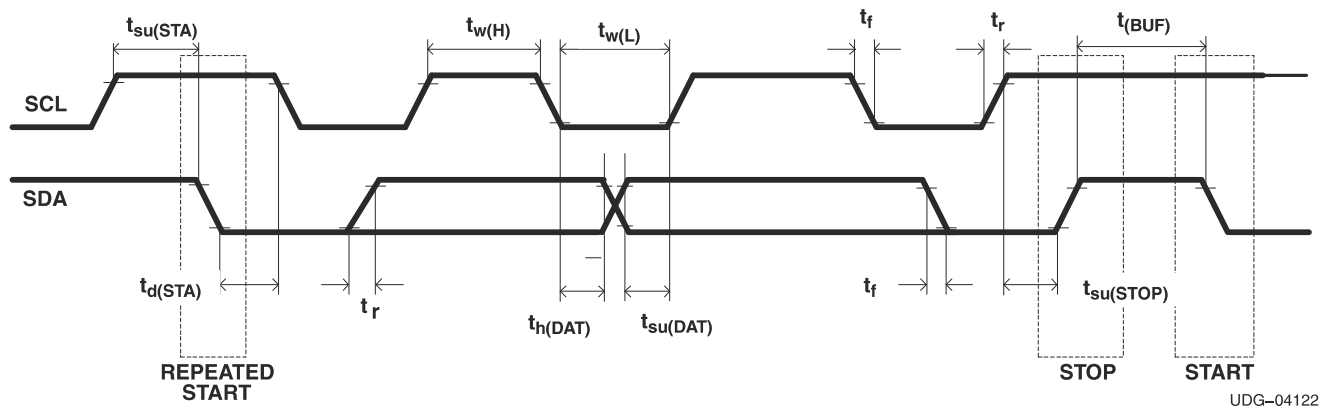 tsu(STA)
tw(H)
tw(L)
tf
tr
t(BUF)
SCL
SDA
td(STA)
tr
th(DAT)
tsu(DAT)
tf
tsu(STOP)
REPEATED
START
STOP
START
UDG–04122